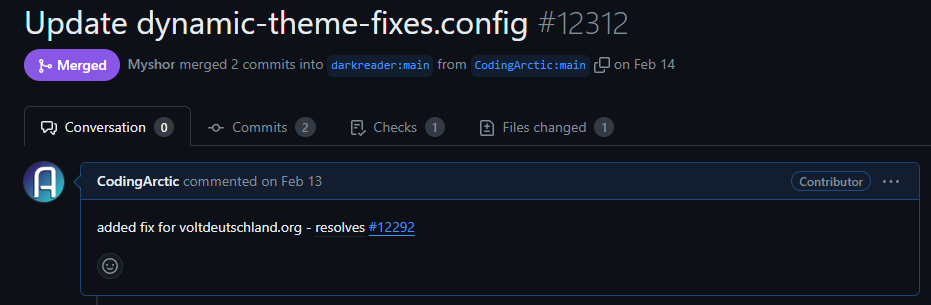 Update dynamic-theme-fixes.config #12312
Merged Myshor merged 2 commits into darkreader:main from CodingArctic:main on Feb 14
Conversation 0 Commits 2 Checks 1 Files changed 1
A
CodingArctic commented on Feb 13 Contributor
added fix for voltdeutschland.org - resolves #12292